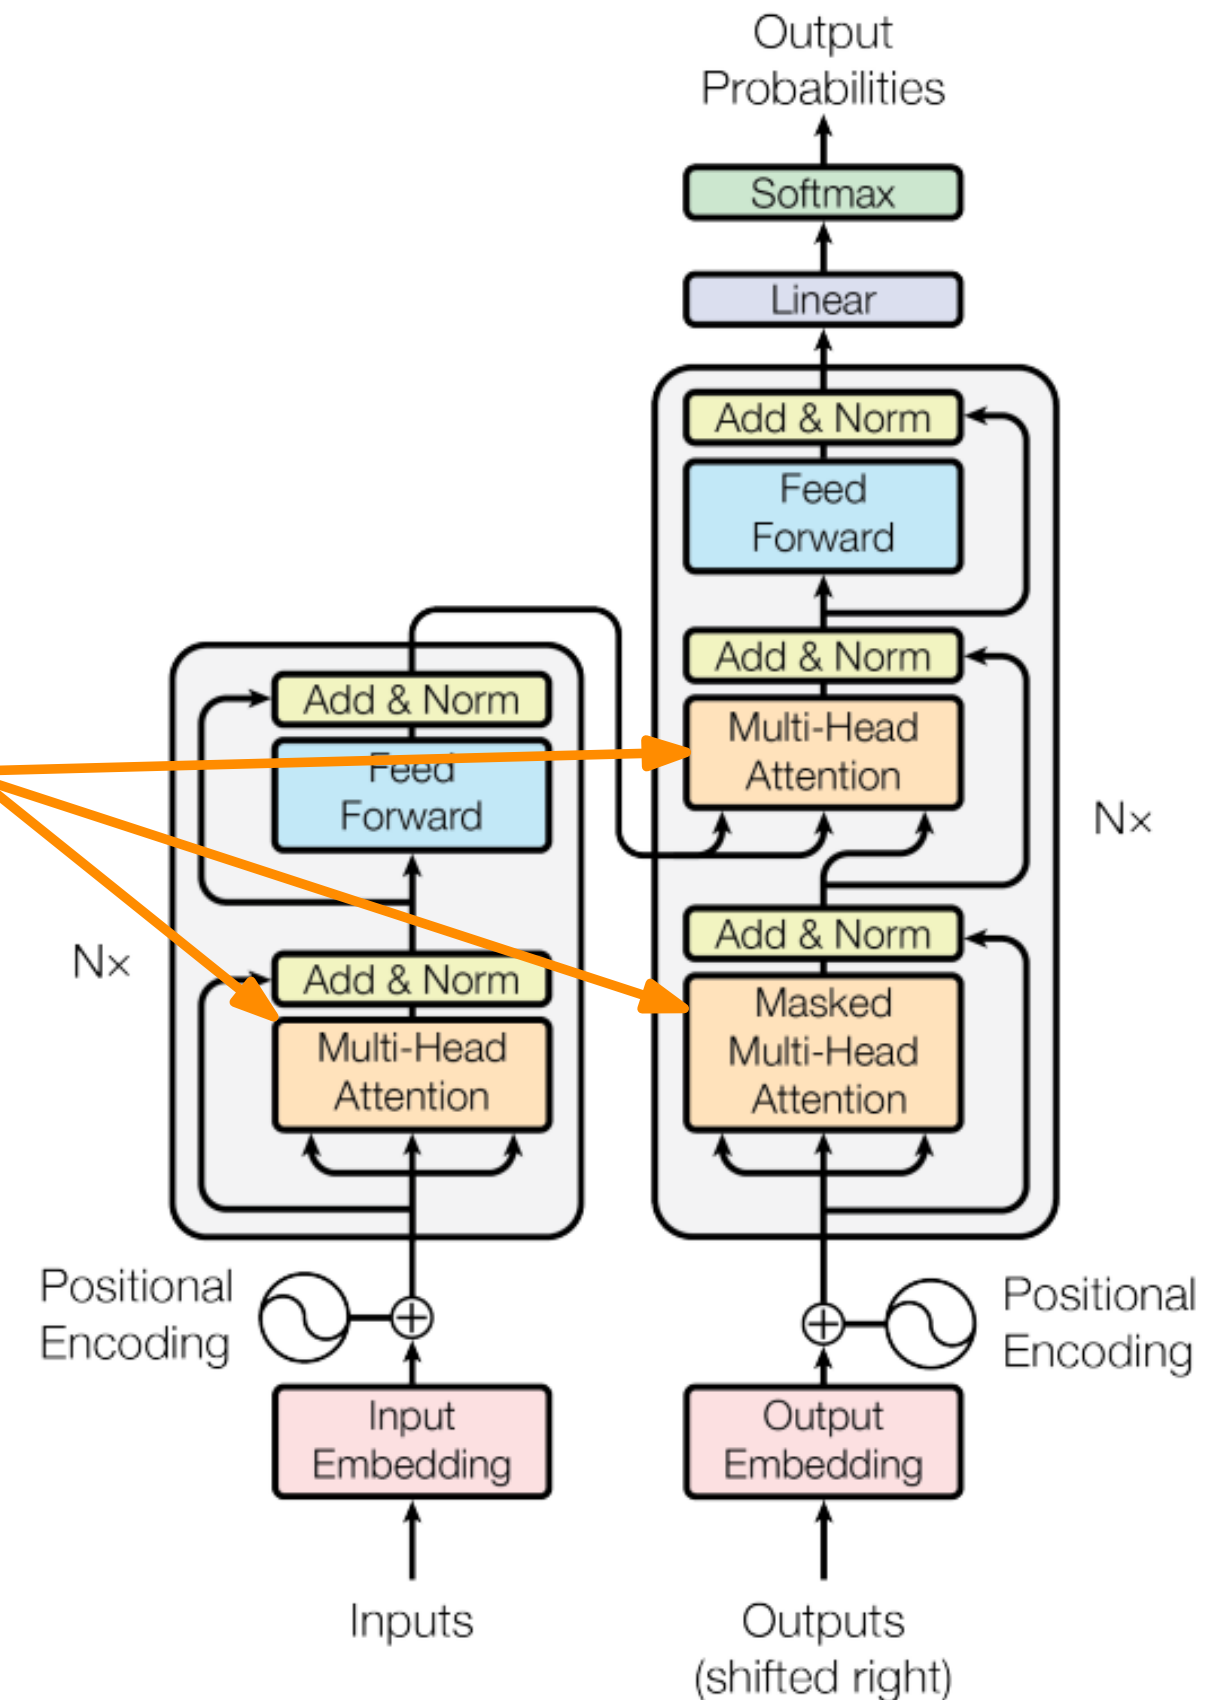 Output
Probabilities
Softmax
Linear
Add & Norm
Feed
Forward
Add & Norm
Multi-Head
Attention
Nx
Add & Norm
Masked
Multi-Head
Attention
Add & Norm
Feed
Forward
Nx
Add & Norm
Multi-Head
Attention
Positional
Encoding
Positional
Encoding
Input
Embedding
Output
Embedding
Inputs
Outputs
(shifted right)